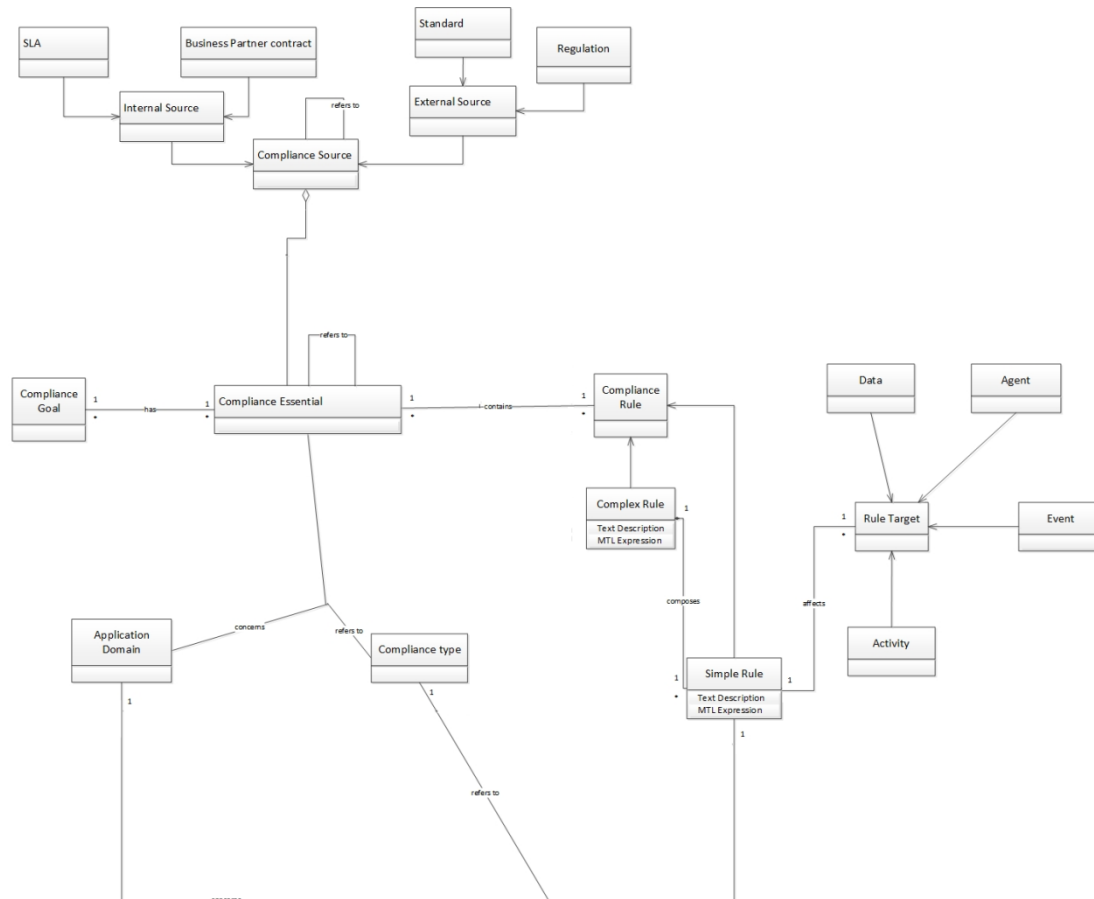 Standard
SLA
Business Partner contract
Regulation
Internal Source
External Source
refers to
Compliance Source
refers to
Compliance
Goal
Compliance Essential
Compliance
Rule
Data
Agent
1
*
has
1
*
1
*
contains
1
*
Complex Rule
Text Description
MTL Expression
1
*
Rule Target
1
*
Event
composes
affects
Application
Domain
concerns
refers to
Compliance type
Activity
Simple Rule
Text Description
MTL Expression
1
*
1
1
1
1
refers to